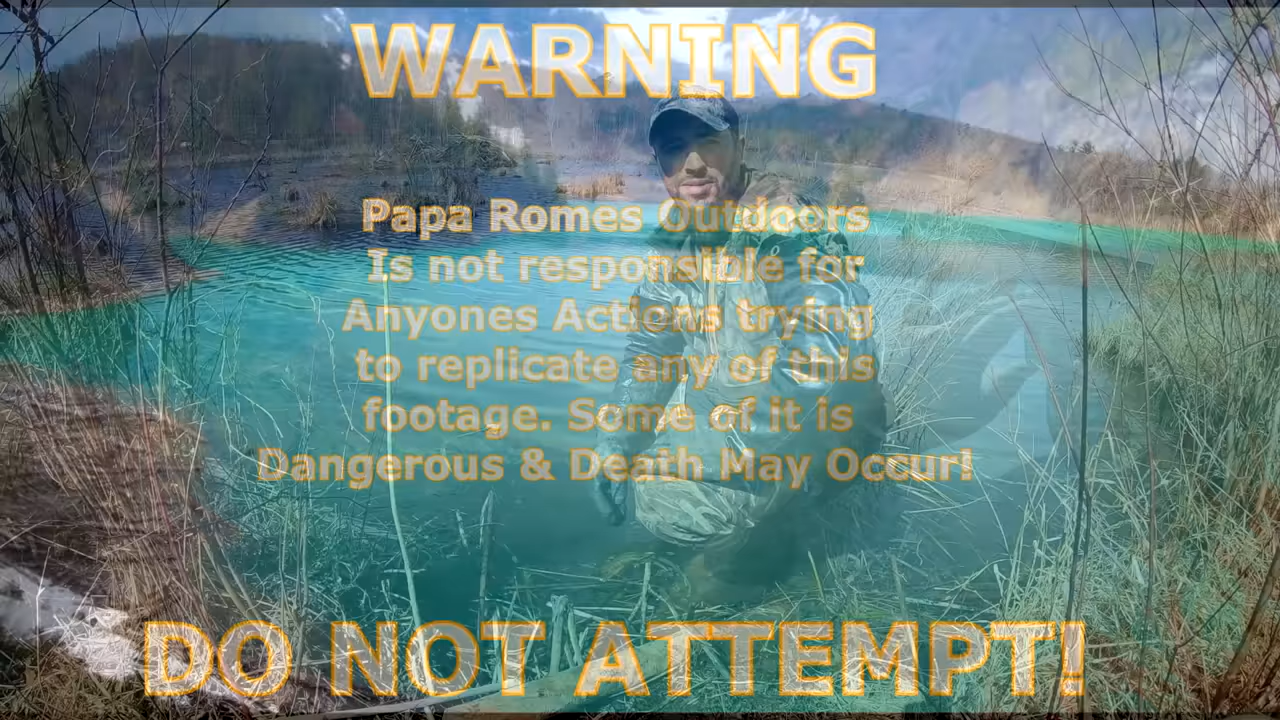 WARNING
Papa Romes Outdoors
Is not responsible for
Anyones Actions trying
to replicate any of this
footage. Some of it is
Dangerous & Death May Occur!
DO NOT ATTEMPT!